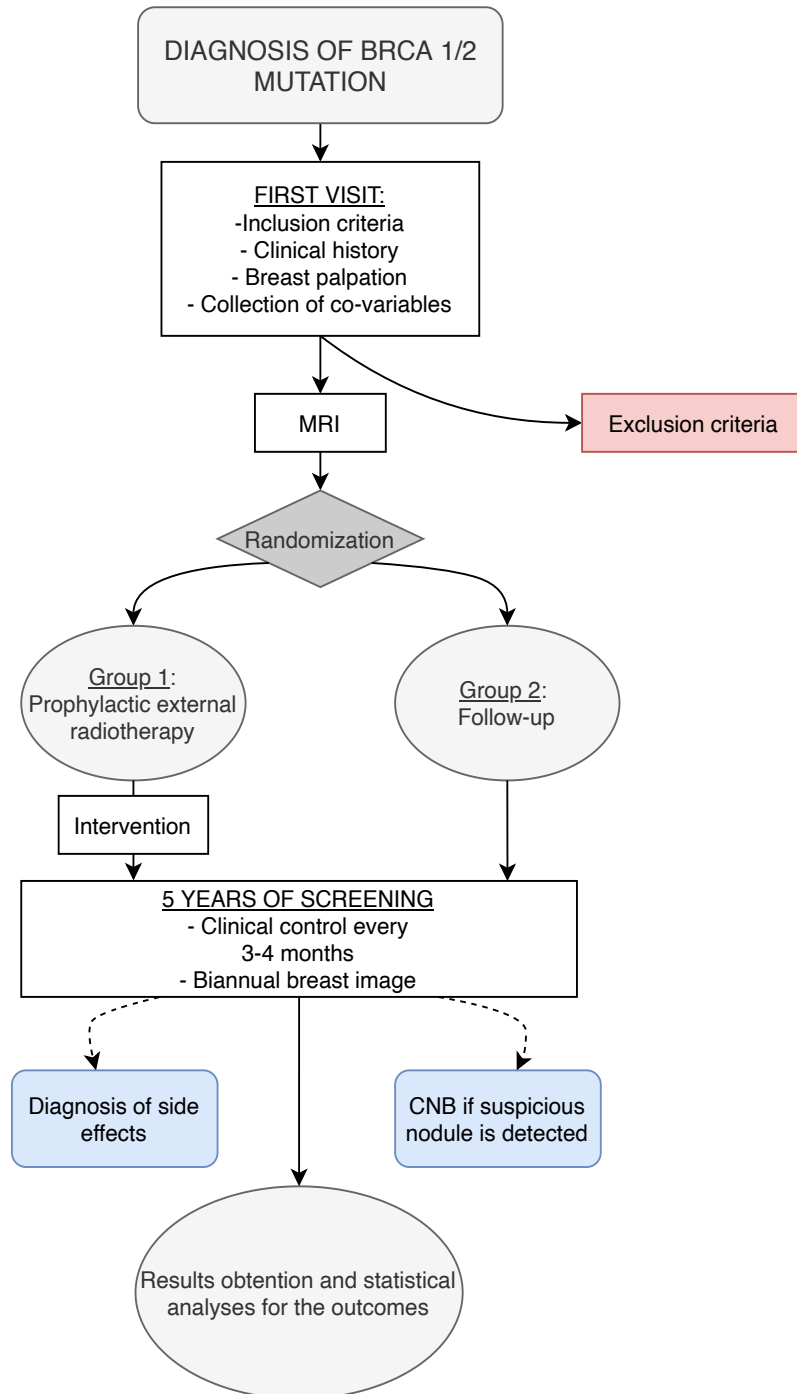 DIAGNOSIS OF BRCA 1/2
MUTATION
FIRST VISIT:
-Inclusion criteria
- Clinical history
- Breast palpation
- Collection of co-variables
MRI
Exclusion criteria
Randomization
Group 1:
Prophylactic external
radiotherapy
Group 2:
Follow-up
Intervention
5 YEARS OF SCREENING
- Clinical control every
3-4 months
- Biannual breast image
Diagnosis of side
effects
CNB if suspicious
nodule is detected
Results obtention and statistical
analyses for the outcomes